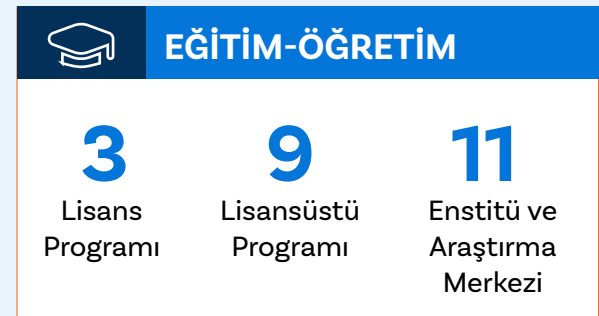 EĞİTİM-ÖĞRETİM
3
Lisans
Programı
9
Lisansüstü
Programı
11
Enstitü ve
Araştırma
Merkezi